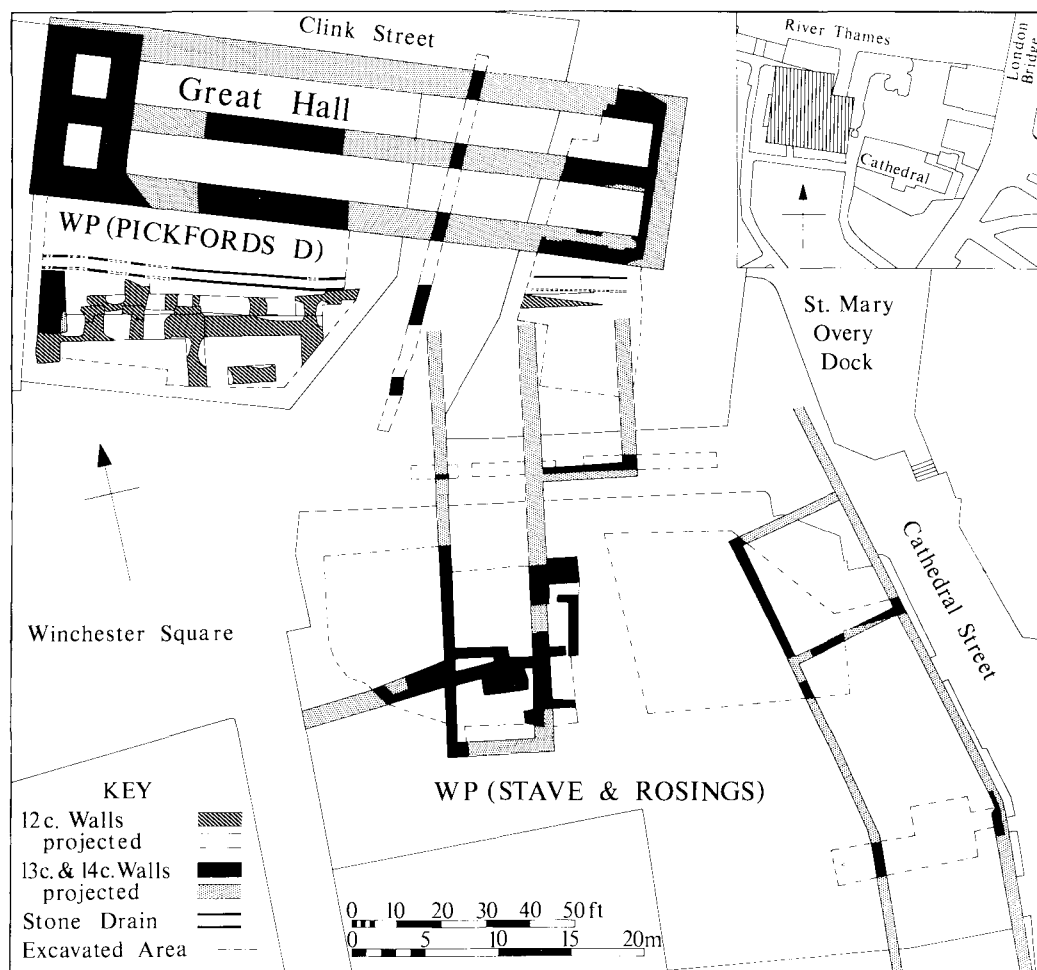 Clink Street
Great Hall
WP (PICKFORDS D)
River Thames
London
Bridge
Cathedral
St. Mary
Overy
Dock
Cathedral Street
Winchester Square
WP (STAVE & ROSINGS)
KEY
12c. Walls
projected
13c. & 14c. Walls
projected
Stone Drain
Excavated Area
0 10 20 30 40 50 ft
0 5 10 15 20m